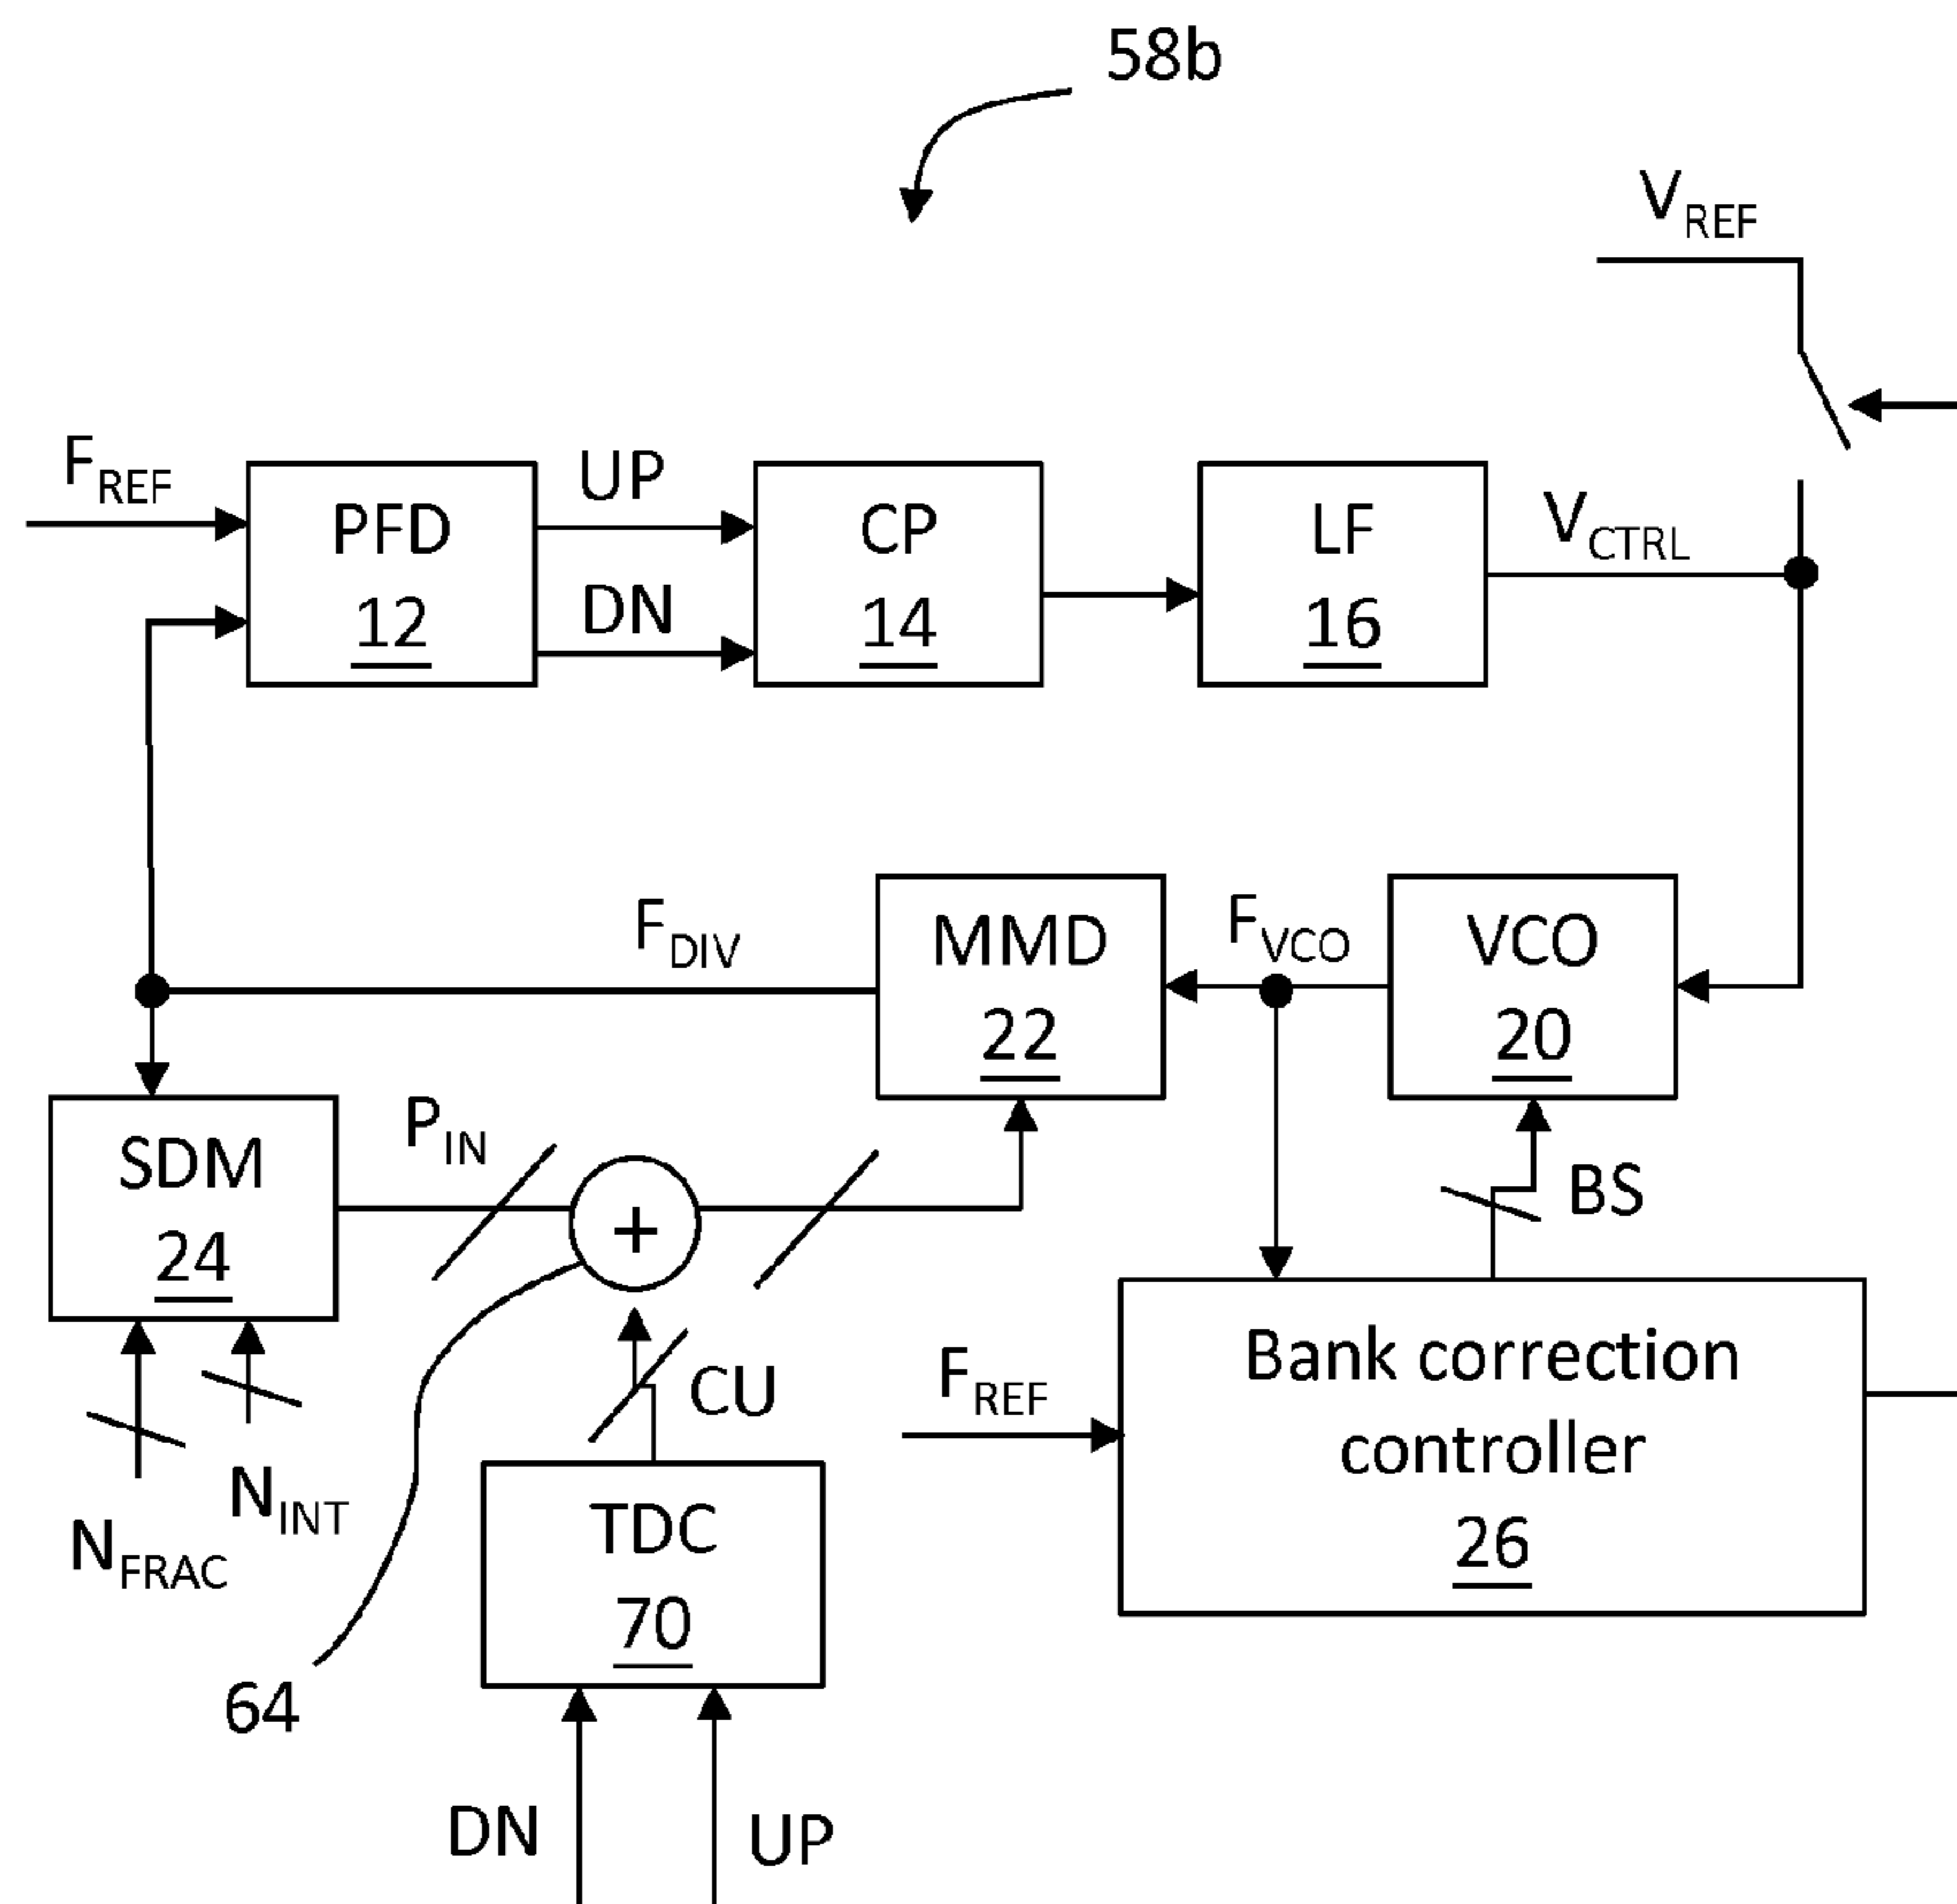 58b
VREF
FREF
UP
DN
PFD
12
CP
14
LF
16
VCTRL
FDIV
MMD
22
FVCO
VCO
20
SDM
24
PIN
+
BS
CU
FREF
Bank correction
controller
26
NINT
NFRAC
TDC
70
64
DN
UP